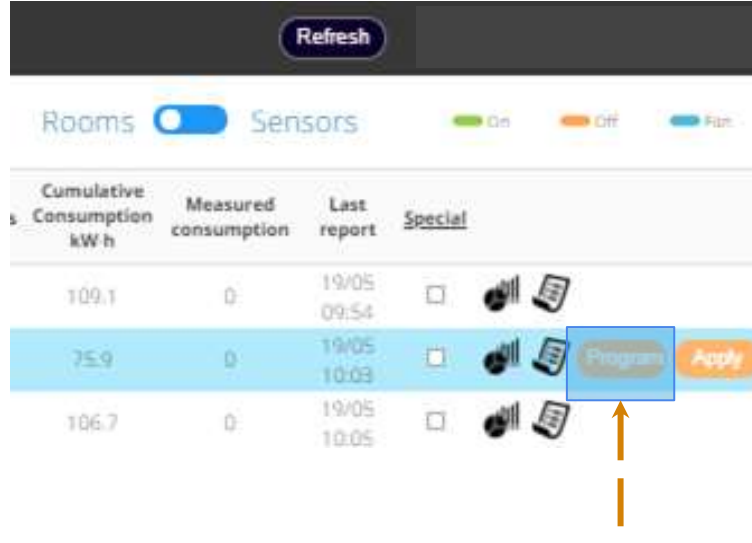 Refresh
Rooms Sensors On Off Fan
s Cumulative Consumption kW·h Measured consumption Last report Special
109.1 0 19/05 09:54
75.9 0 19/05 10:03 Program Apply
106.7 0 19/05 10:05